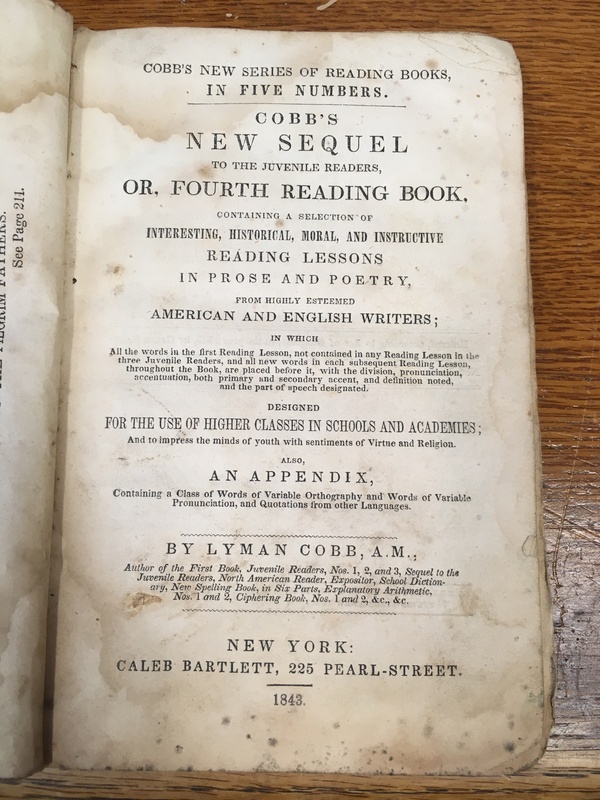 THE PILGRIM FATHERS.
See Page 211.
COBB'S NEW SERIES OF READING BOOKS,
IN FIVE NUMBERS.
COBB'S
NEW SEQUEL
TO THE JUVENILE READERS,
OR, FOURTH READING BOOK,
CONTAINING A SELECTION OF
INTERESTING, HISTORICAL, MORAL, AND INSTRUCTIVE
READING LESSONS
IN PROSE AND POETRY,
FROM HIGHLY ESTEEMED
AMERICAN AND ENGLISH WRITERS;
IN WHICH
All the words in the first Reading Lesson, not contained in any Reading Lesson in the
three Juvenile Readers, and all new words in each subsequent Reading Lesson,
throughout the Book, are placed before it, with the division, pronunciation,
accentuation, both primary and secondary accent, and definition noted,
and the part of speech designated.
DESIGNED
FOR THE USE OF HIGHER CLASSES IN SCHOOLS AND ACADEMIES;
And to impress the minds of youth with sentiments of Virtue and Religion.
ALSO,
AN APPENDIX,
Containing a Class of Words of Variable Orthography and Words of Variable
Pronunciation, and Quotations from other Languages.
BY LYMAN COBB, A.M.,
Author of the First Book, Juvenile Readers, Nos. 1, 2, and 3, Sequel to the
Juvenile Readers, North American Reader, Expositor, School Diction-
ary, New Spelling Book, in Six Parts, Explanatory Arithmetic,
Nos. 1 and 2, Ciphering Book, Nos. 1 and 2, &c., &c.
NEW YORK:
CALEB BARTLETT, 225 PEARL-STREET.
1843.